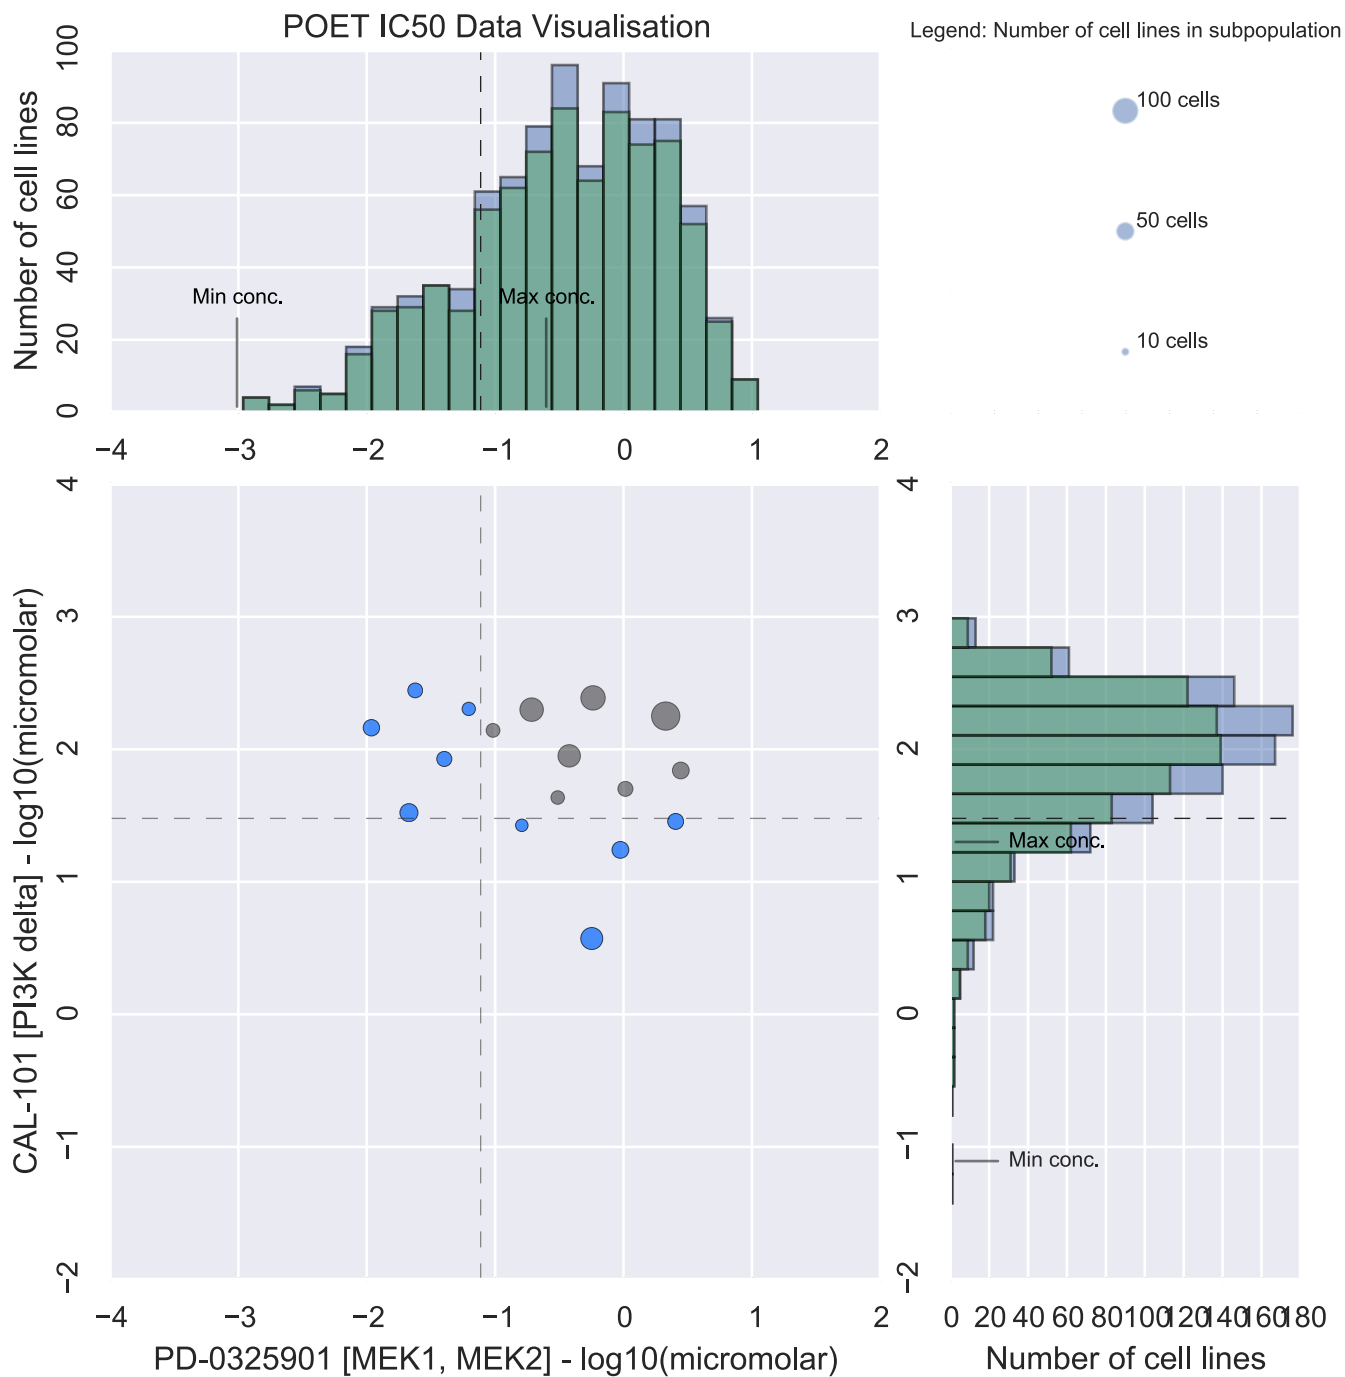 POET IC50 Data Visualisation
Legend: Number of cell lines in subpopulation
Number of cell lines
100
80
60
40
20
0
Min conc.
Max conc.
−4 −3 −2 −1 0 1 2
100 cells
50 cells
10 cells
CAL-101 [PI3K delta] - log10(micromolar)
4
3
2
1
0
−1
−2
−4 −3 −2 −1 0 1 2
PD-0325901 [MEK1, MEK2] - log10(micromolar)
4
3
2
1
0
−1
−2
Max conc.
Min conc.
0 20 40 60 80 100 120 140 160 180
Number of cell lines